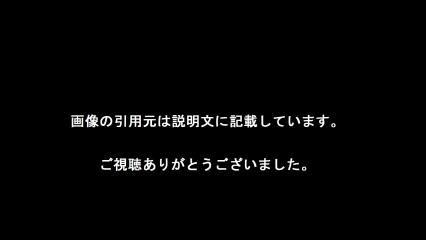 画像の引用元は説明文に記載しています。
ご視聴ありがとうございました。